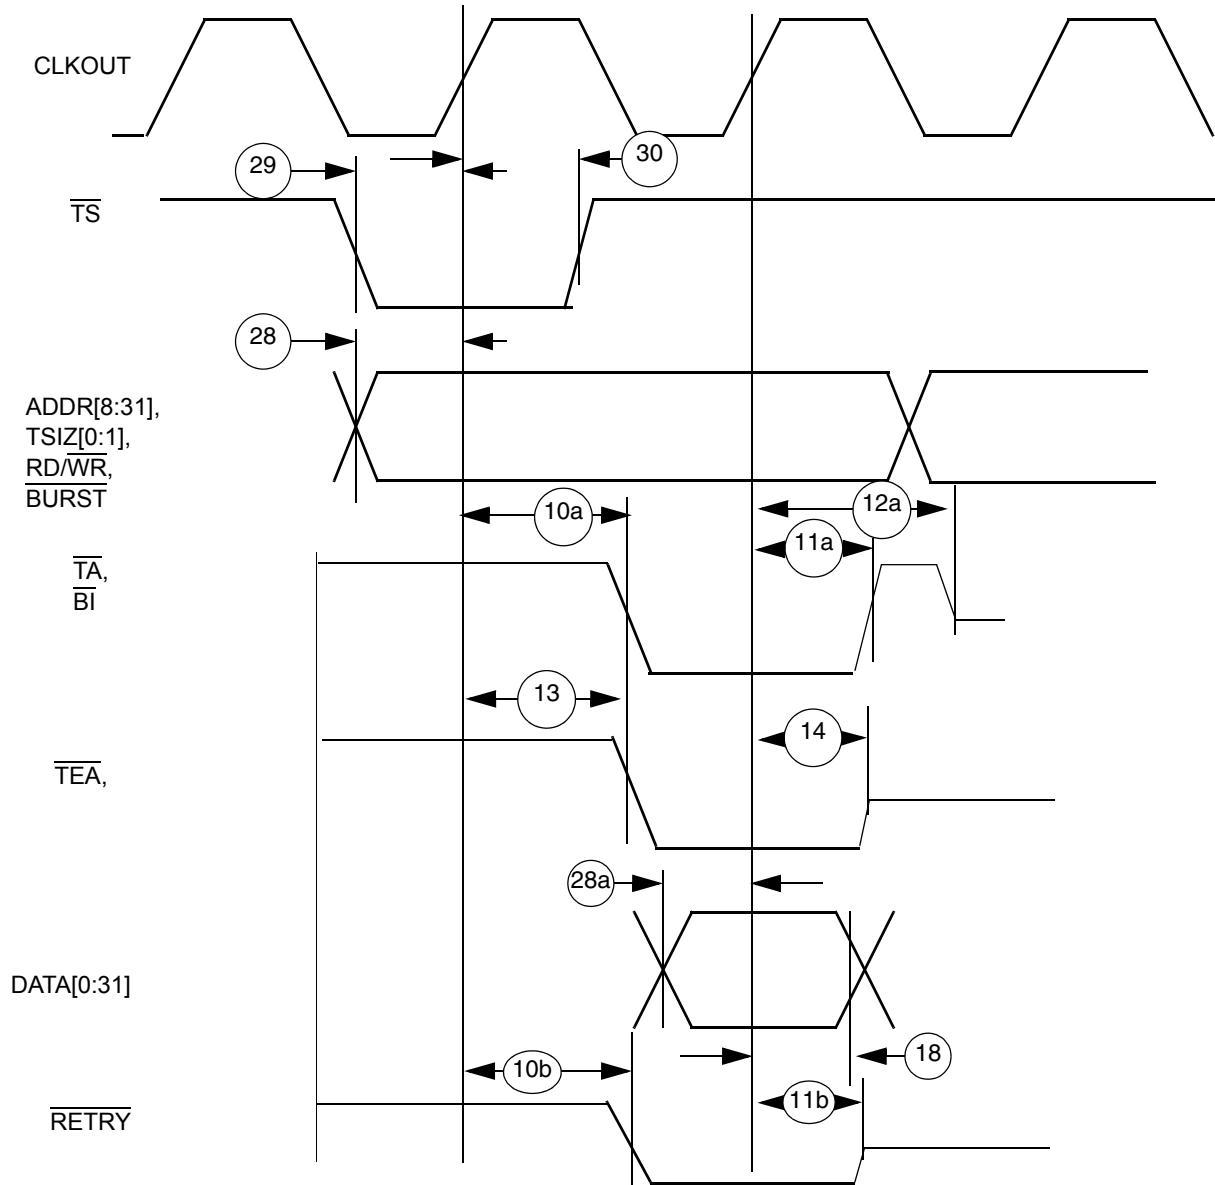 CLKOUT
30
29
TS
28
ADDR[8:31],
TSIZ[0:1],
RD/WR,
BURST
12a
10a
11a
TA,
BI
13
14
TEA,
28a
DATA[0:31]
18
10b
11b
RETRY